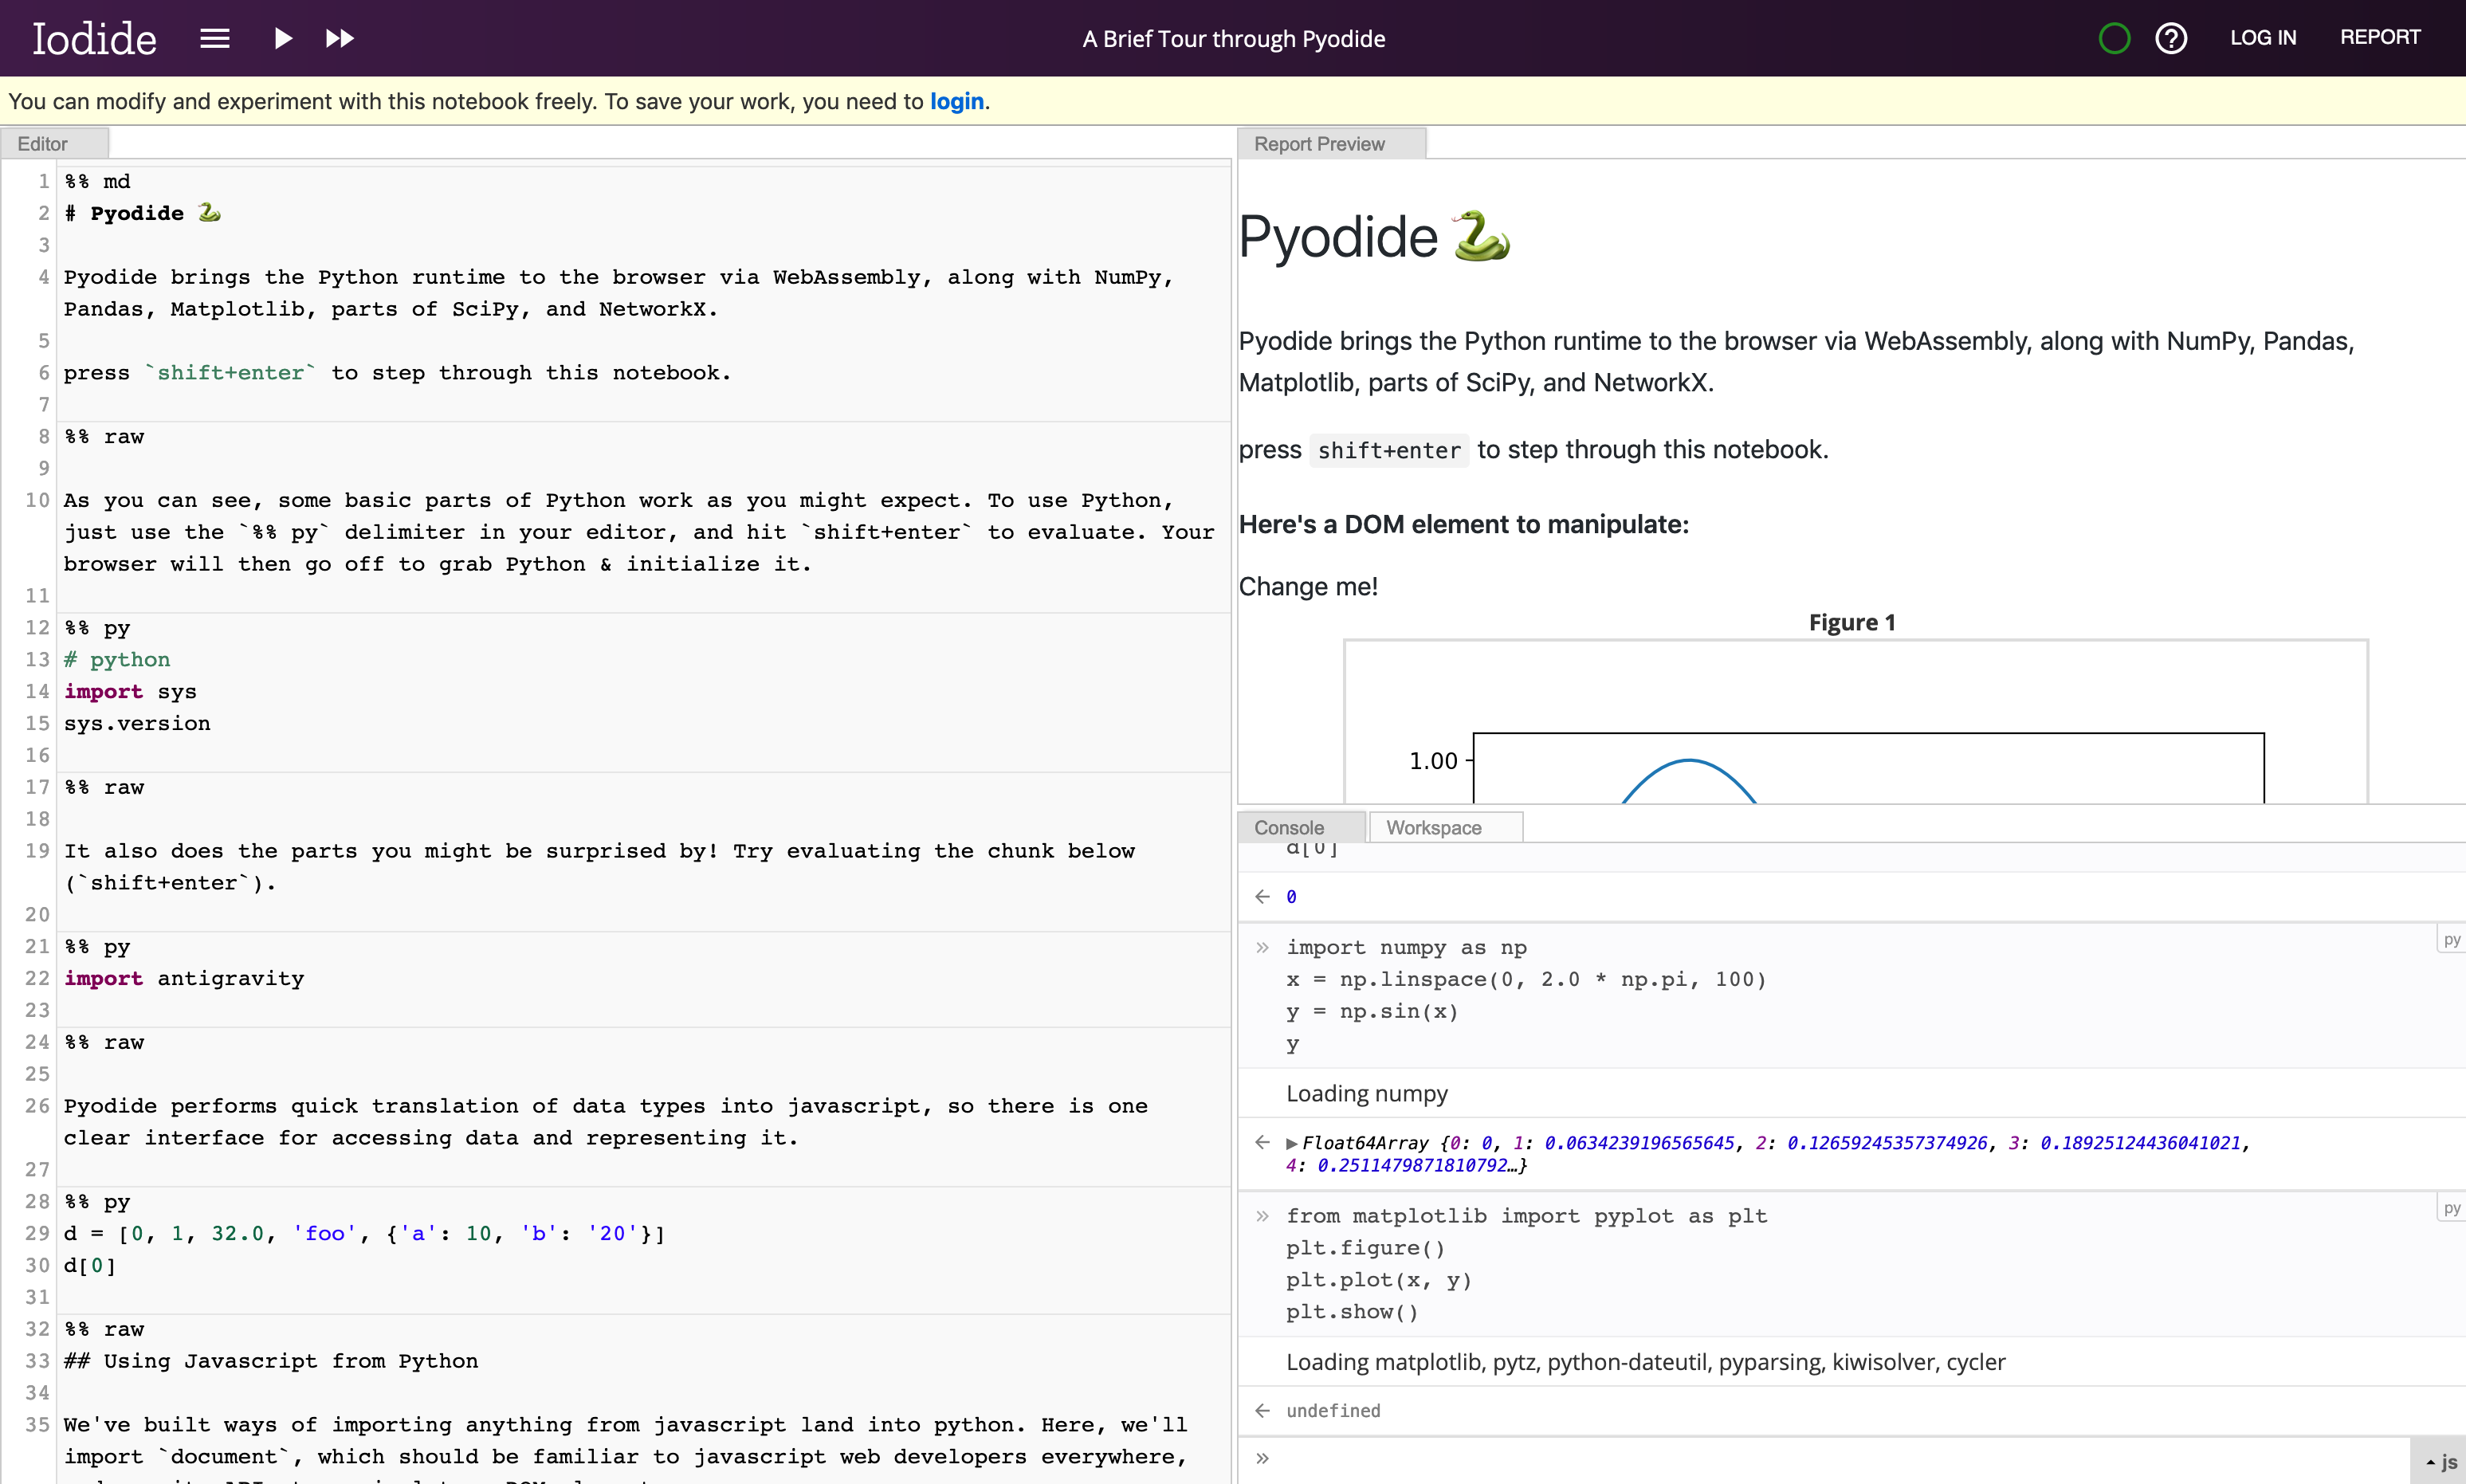 Iodide
A Brief Tour through Pyodide
LOG IN
REPORT
You can modify and experiment with this notebook freely. To save your work, you need to login.
Editor
1 %% md
2 # Pyodide 🐍
3
4 Pyodide brings the Python runtime to the browser via WebAssembly, along with NumPy,
Pandas, Matplotlib, parts of SciPy, and NetworkX.
5
6 press `shift+enter` to step through this notebook.
7
8 %% raw
9
10 As you can see, some basic parts of Python work as you might expect. To use Python,
just use the `%% py` delimiter in your editor, and hit `shift+enter` to evaluate. Your
browser will then go off to grab Python & initialize it.
11
12 %% py
13 # python
14 import sys
15 sys.version
16
17 %% raw
18
19 It also does the parts you might be surprised by! Try evaluating the chunk below
(`shift+enter`).
20
21 %% py
22 import antigravity
23
24 %% raw
25
26 Pyodide performs quick translation of data types into javascript, so there is one
clear interface for accessing data and representing it.
27
28 %% py
29 d = [0, 1, 32.0, 'foo', {'a': 10, 'b': '20'}]
30 d[0]
31
32 %% raw
33 ## Using Javascript from Python
34
35 We've built ways of importing anything from javascript land into python. Here, we'll
import `document`, which should be familiar to javascript web developers everywhere,
Report Preview
Pyodide 🐍
Pyodide brings the Python runtime to the browser via WebAssembly, along with NumPy, Pandas,
Matplotlib, parts of SciPy, and NetworkX.
press shift+enter to step through this notebook.
Here's a DOM element to manipulate:
Change me!
Figure 1
1.00
Console
Workspace
d[0]
← 0
» import numpy as np
py
x = np.linspace(0, 2.0 * np.pi, 100)
y = np.sin(x)
y
Loading numpy
← ▶ Float64Array {0: 0, 1: 0.0634239196565645, 2: 0.12659245357374926, 3: 0.18925124436041021,
4: 0.2511479871810792…}
» from matplotlib import pyplot as plt
py
plt.figure()
plt.plot(x, y)
plt.show()
Loading matplotlib, pytz, python-dateutil, pyparsing, kiwisolver, cycler
← undefined
»
js